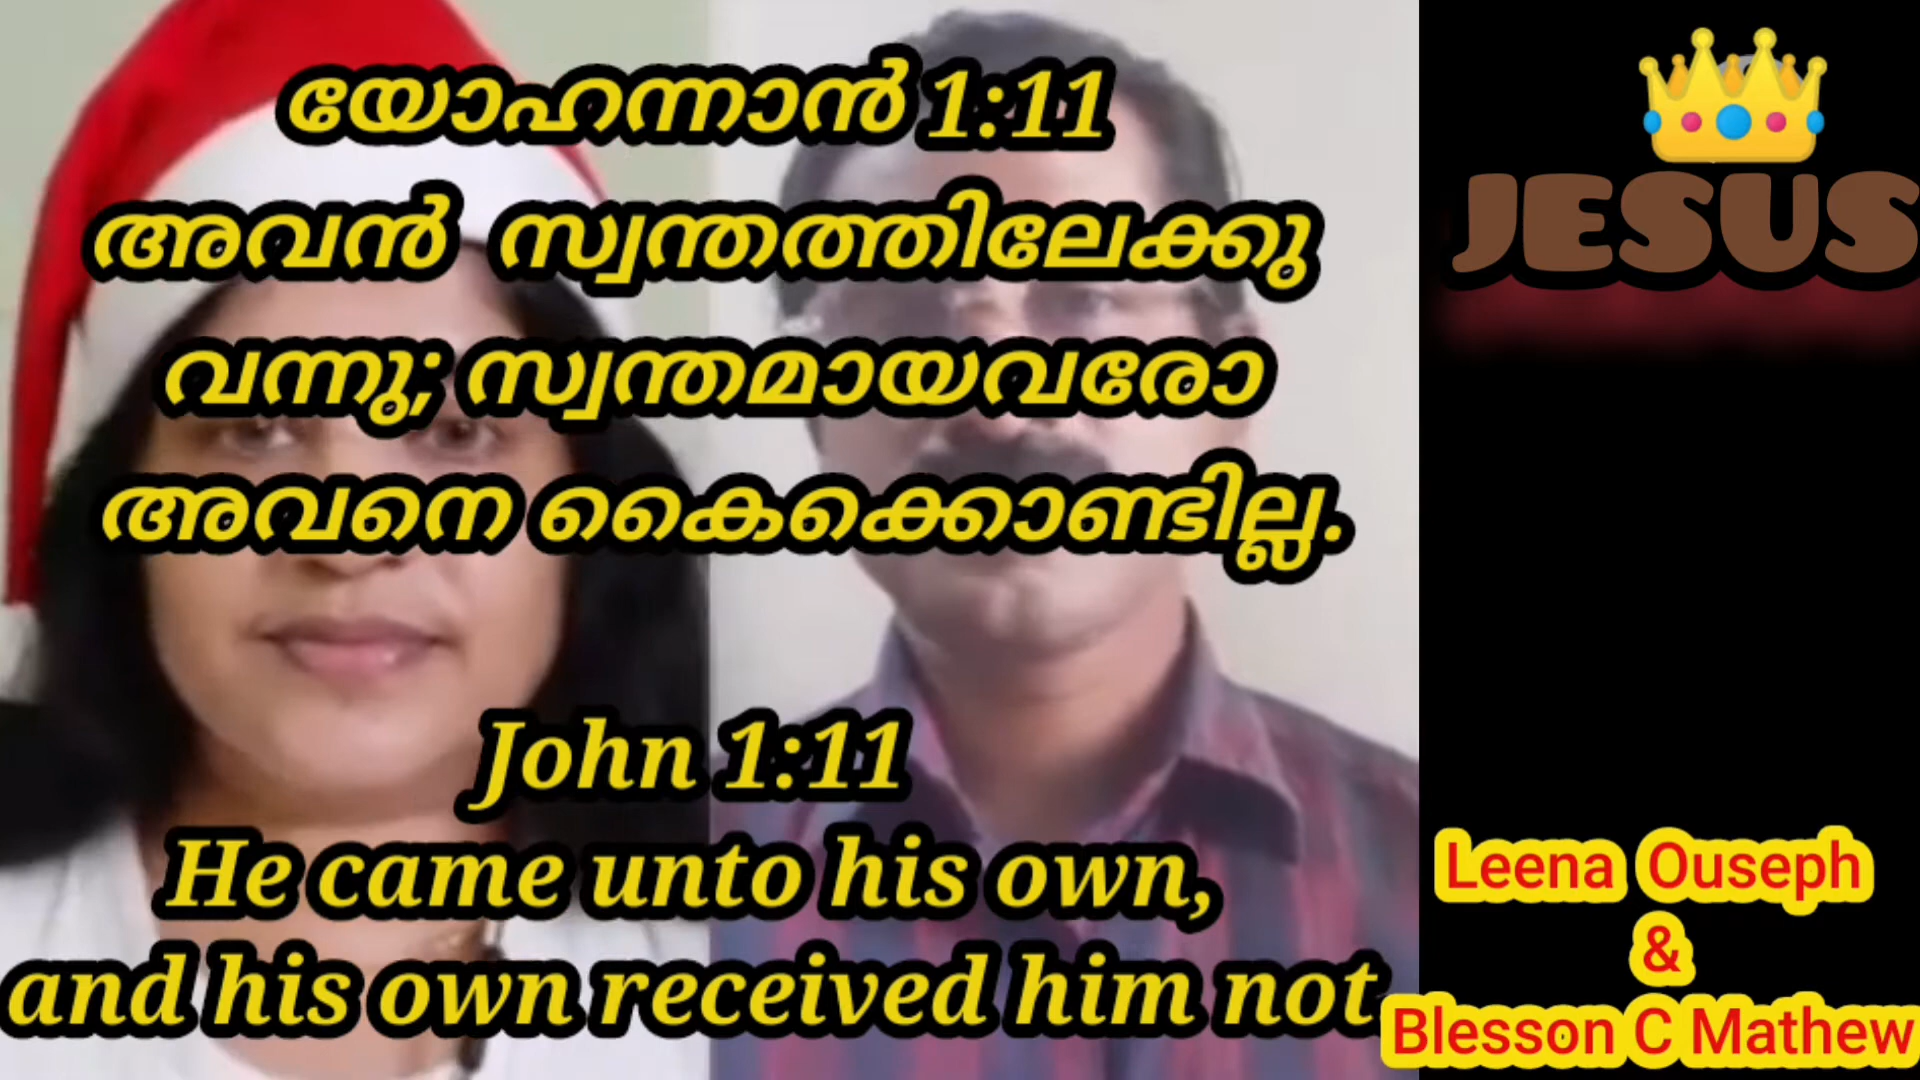 യോഹന്നാൻ 1:11
അവൻ സ്വന്തത്തിലേക്കു
വന്നു; സ്വന്തമായവരോ
അവനെ കൈക്കൊണ്ടില്ല.
John 1:11
He came unto his own,
and his own received him not
JESUS
Leena Ouseph
&
Blesson C Mathew